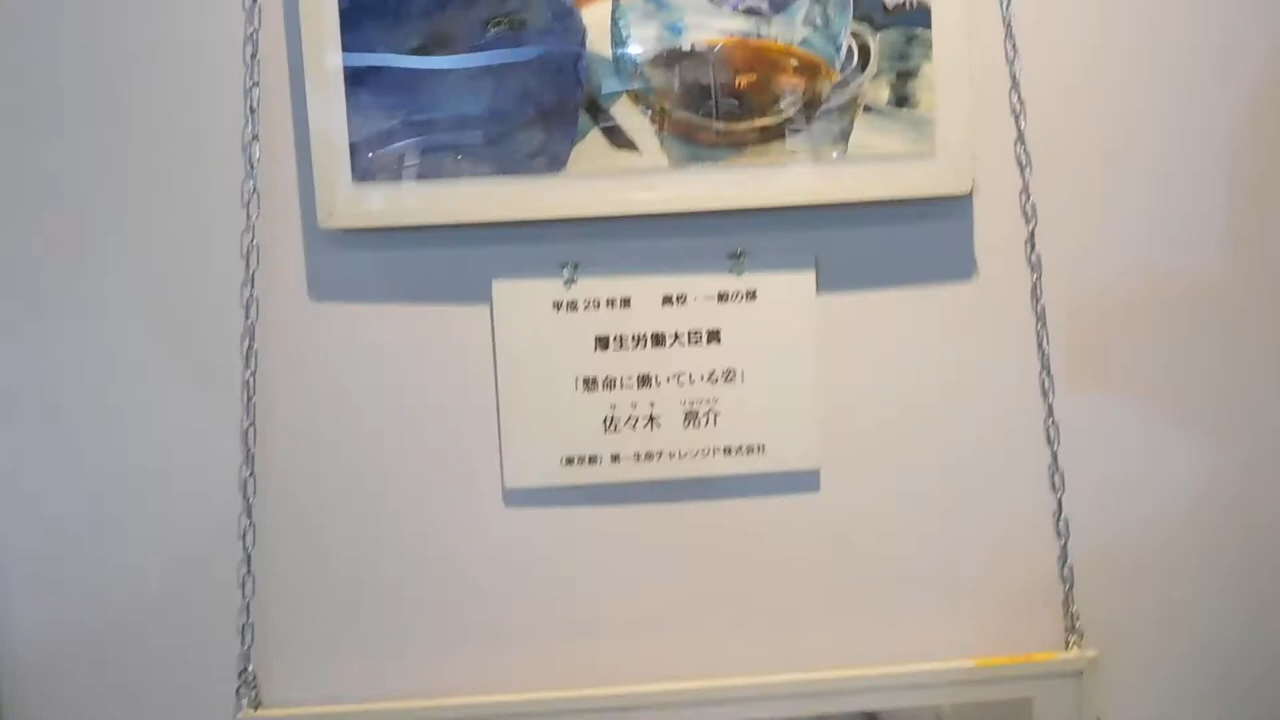 平成29年度　高校・一般の部
厚生労働大臣賞
「懸命に働いている姿」
ササキ　リョウスケ
佐々木　亮介
（東京都）第一生命チャレンジド株式会社